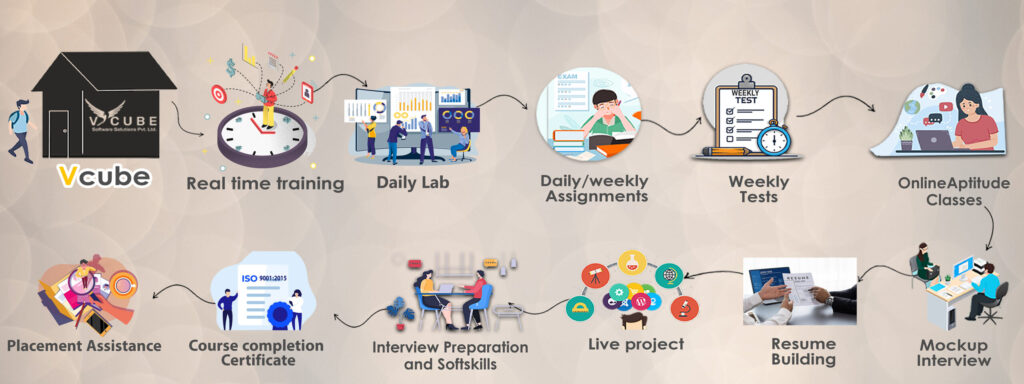 V CUBE
Software Solutions Pvt. Ltd.
Vcube
Real time training
Daily Lab
EXAM
Daily/weekly
Assignments
WEEKLY
TEST
Weekly
Tests
OnlineAptitude
Classes
Mockup
Interview
RESUME
Resume
Building
Live project
Interview Preparation
and Softskills
ISO 9001:2015
Course completion
Certificate
Placement Assistance